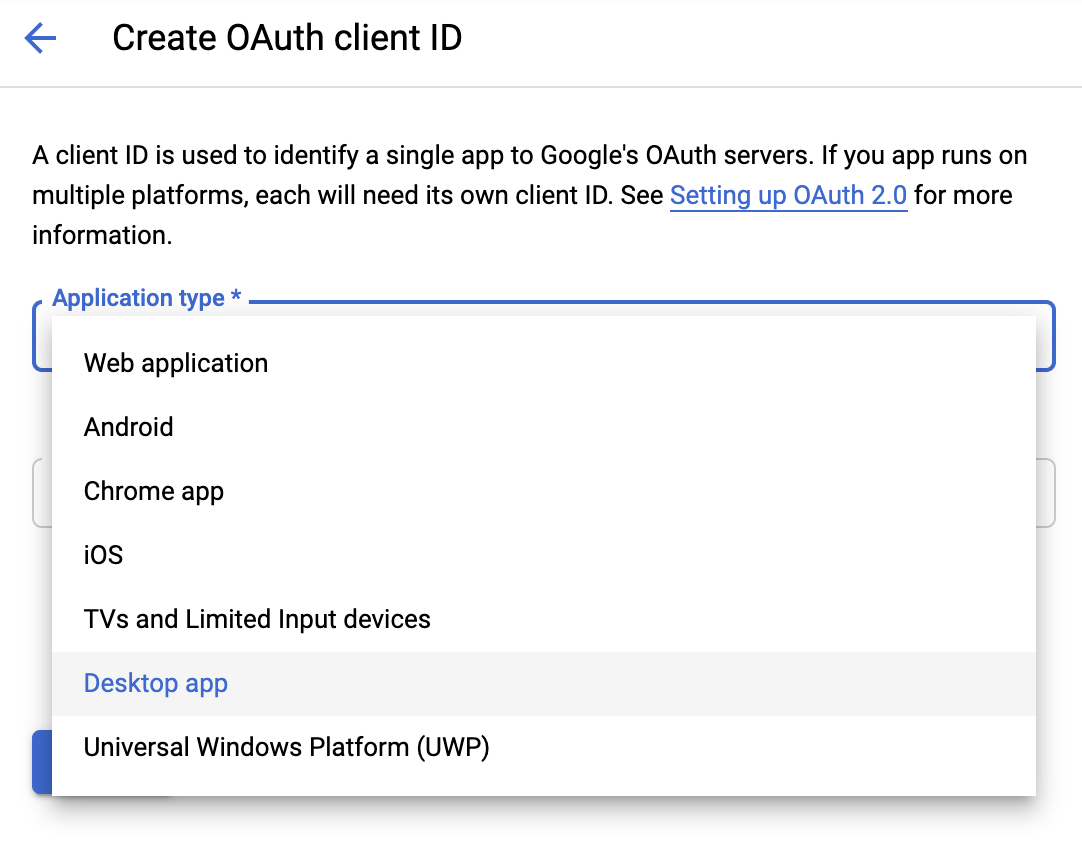 Create OAuth client ID
A client ID is used to identify a single app to Google's OAuth servers. If you app runs on
multiple platforms, each will need its own client ID. See Setting up OAuth 2.0 for more
information.
Application type *
Web application
Android
Chrome app
iOS
TVs and Limited Input devices
Desktop app
Universal Windows Platform (UWP)